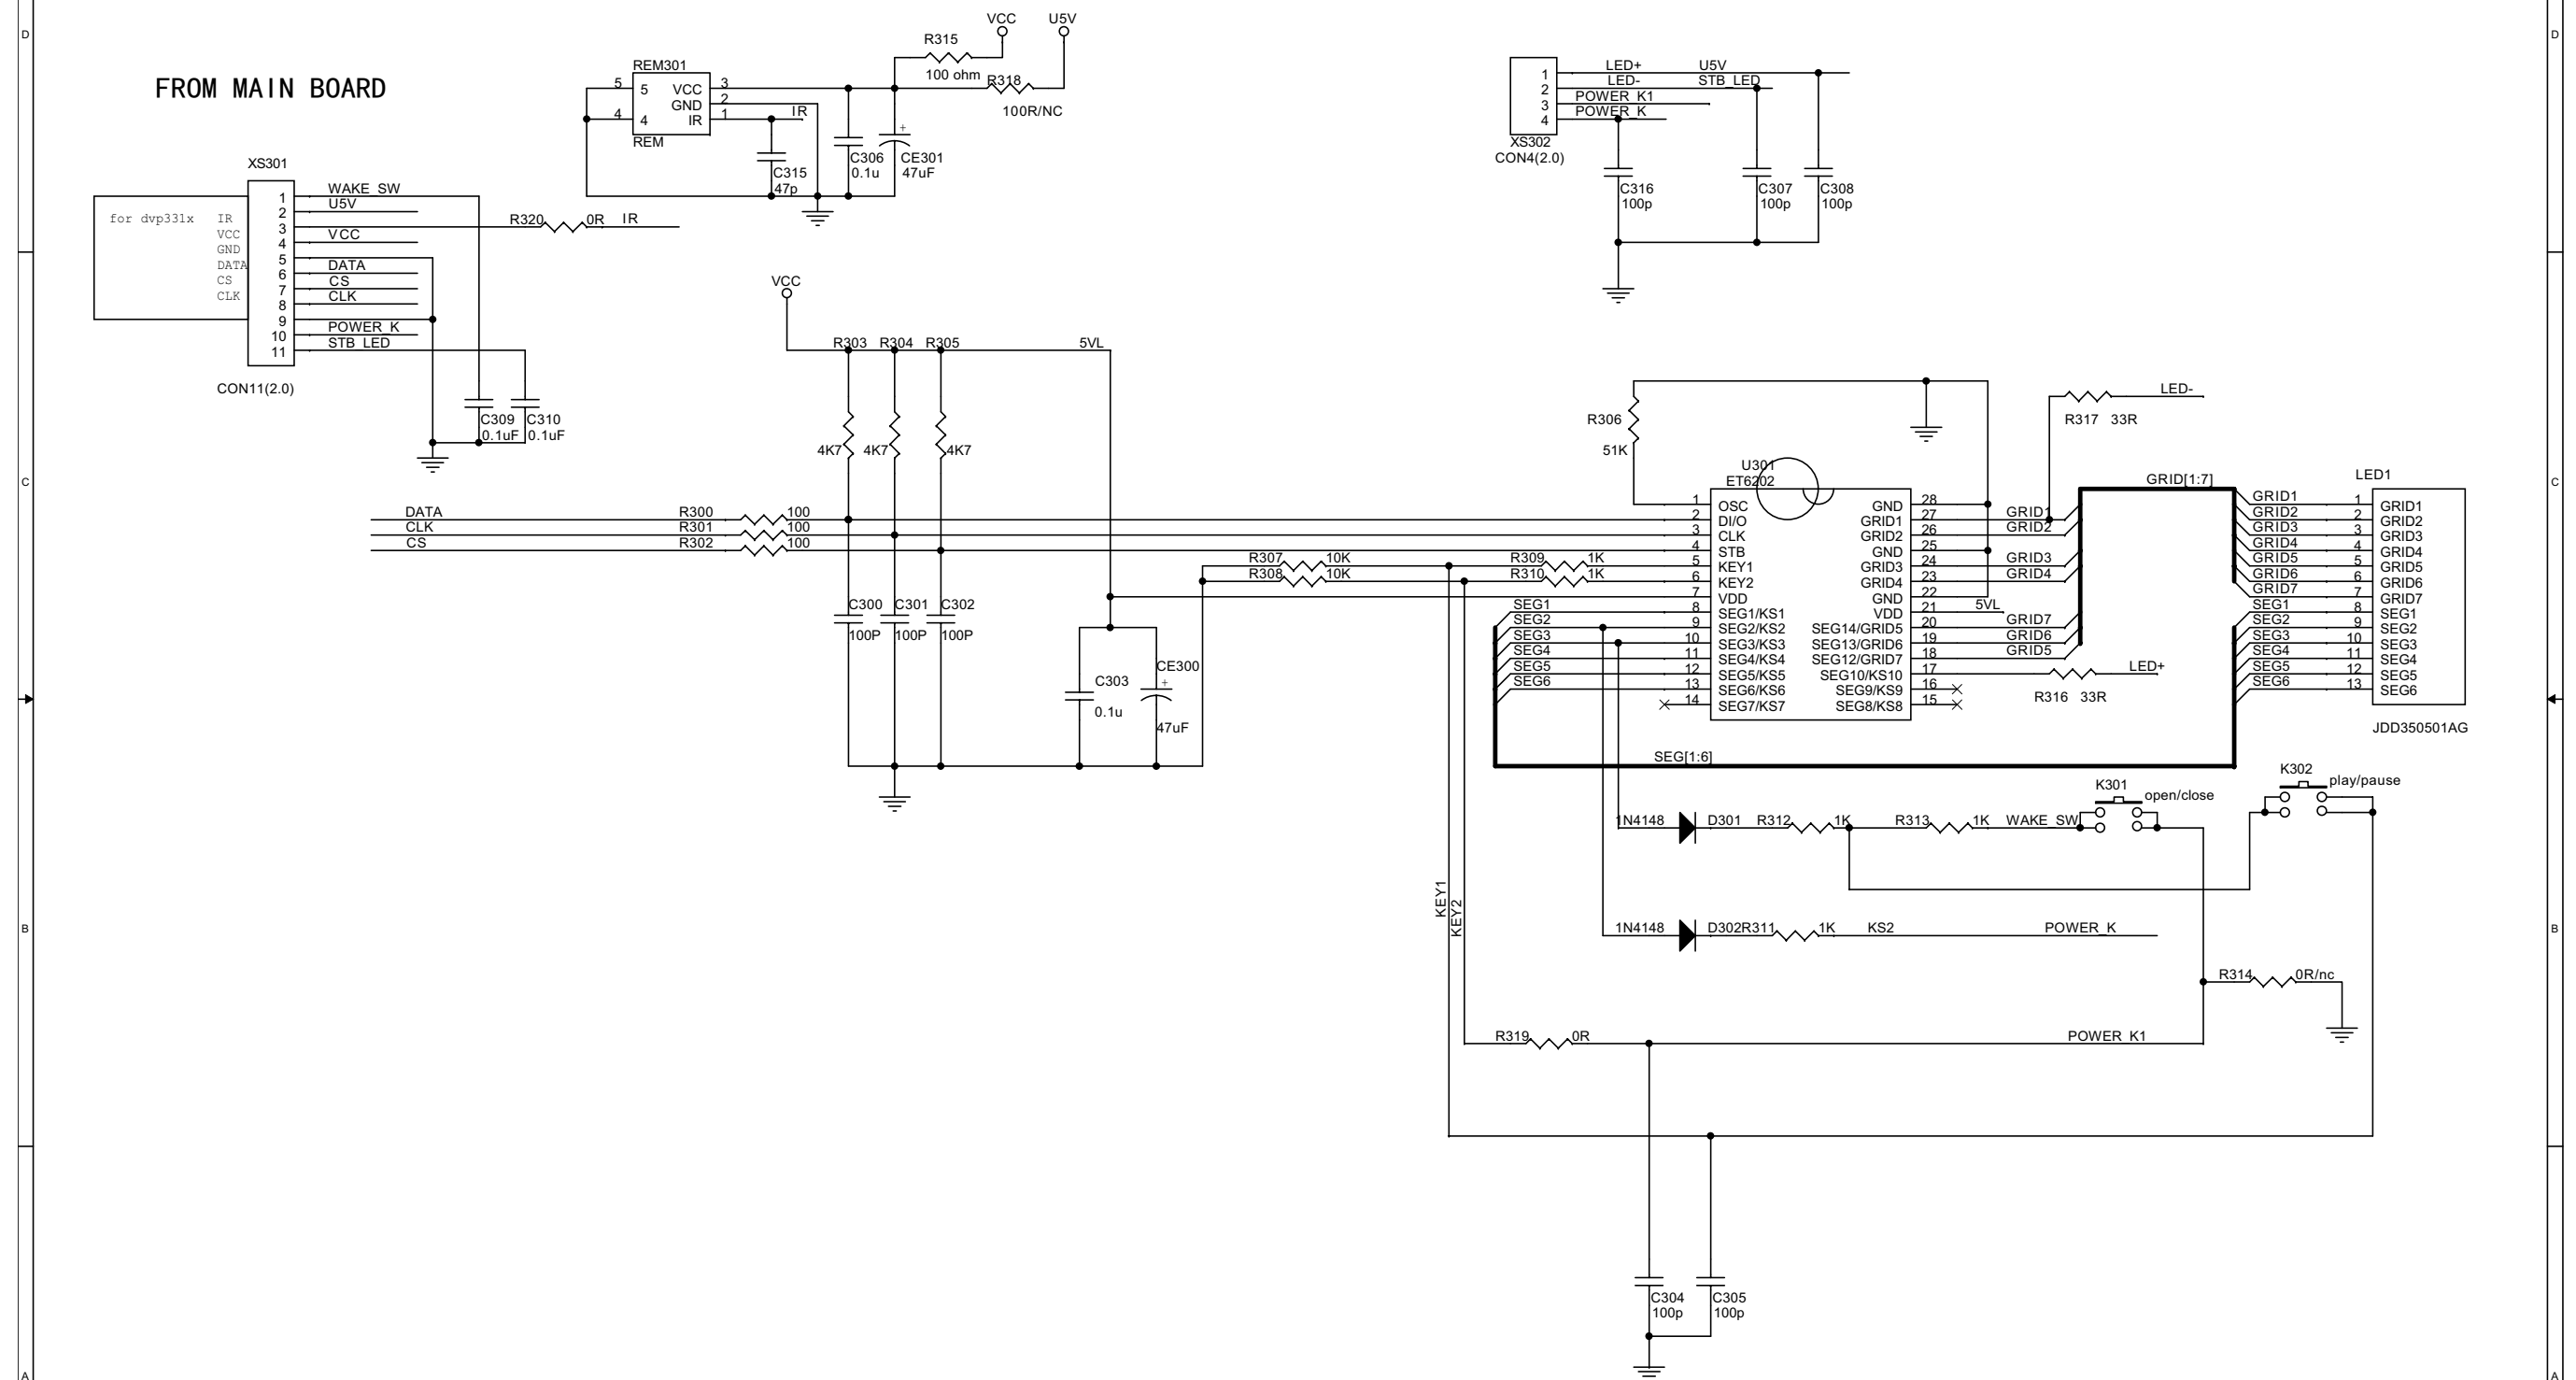 D
D
FROM MAIN BOARD
VCC
U5V
R315
100 ohm
R318
100R/NC
REM301
5
4
5
4
VCC
GND
IR
3
2
1
REM
IR
C315
47p
C306
0.1u
+
CE301
47uF
LED+ U5V
LED- STB_LED
POWER_K1
POWER_K
1
2
3
4
XS302
CON4(2.0)
C316
100p
C307
100p
C308
100p
XS301
for dvp331x
IR
VCC
GND
DATA
CS
CLK
1 WAKE_SW
2 U5V
3
4 VCC
5
6 DATA
7 CS
8 CLK
9
10 POWER_K
11 STB_LED
CON11(2.0)
R320 0R IR
C309
0.1uF
C310
0.1uF
VCC
R303 R304 R305 5VL
4K7 4K7 4K7
C
C
DATA R300 100
CLK R301 100
CS R302 100
C300
100P
C301
100P
C302
100P
C303
0.1u
CE300
+
47uF
R307 10K R309 1K
R308 10K R310 1K
R306
51K
U301
ET6202
1 OSC
2 DI/O
3 CLK
4 STB
5 KEY1
6 KEY2
7 VDD
8 SEG1/KS1
9 SEG2/KS2
10 SEG3/KS3
11 SEG4/KS4
12 SEG5/KS5
13 SEG6/KS6
14 SEG7/KS7
GND 28
GRID1 27
GRID2 26
GND 25
GRID3 24
GRID4 23
GND 22
VDD 21
SEG14/GRID5 20
SEG13/GRID6 19
SEG12/GRID7 18
SEG10/KS10 17
SEG9/KS9 16
SEG8/KS8 15
SEG1
SEG2
SEG3
SEG4
SEG5
SEG6
GRID1
GRID2
GRID3
GRID4
5VL
GRID7
GRID6
GRID5
LED+
R316 33R
LED-
R317 33R
GRID[1:7]
SEG[1:6]
LED1
GRID1 1 GRID1
GRID2 2 GRID2
GRID3 3 GRID3
GRID4 4 GRID4
GRID5 5 GRID5
GRID6 6 GRID6
GRID7 7 GRID7
SEG1 8 SEG1
SEG2 9 SEG2
SEG3 10 SEG3
SEG4 11 SEG4
SEG5 12 SEG5
SEG6 13 SEG6
JDD350501AG
K301
open/close
K302
play/pause
1N4148 D301 R312 1K R313 1K WAKE_SW
KEY1
KEY2
1N4148 D302 R311 1K KS2 POWER_K
B
B
R314 0R/nc
R319 0R POWER_K1
C304
100p
C305
100p
A
A